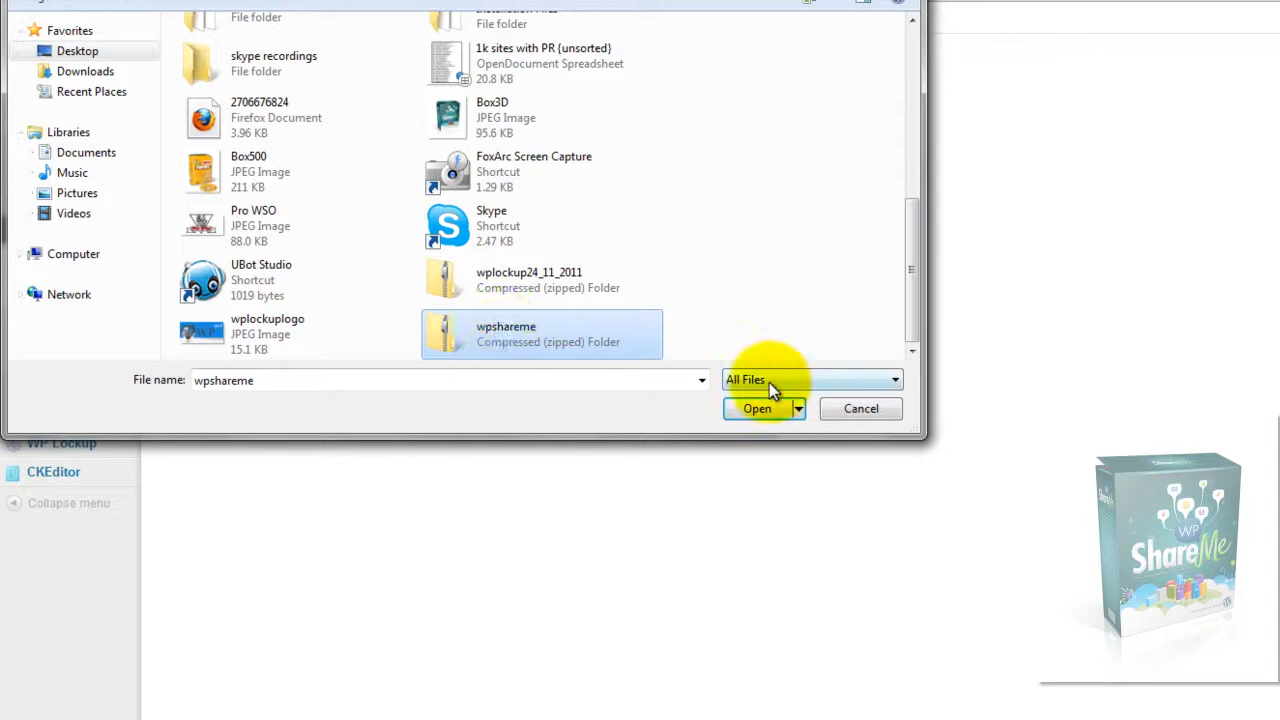 File folder
File folder
Favorites
Desktop
Downloads
Recent Places
Libraries
Documents
Music
Pictures
Videos
Computer
Network
skype recordings
File folder
1k sites with PR {unsorted}
OpenDocument Spreadsheet
20.8 KB
2706676824
Firefox Document
3.96 KB
Box3D
JPEG Image
95.6 KB
Box500
JPEG Image
211 KB
FoxArc Screen Capture
Shortcut
1.29 KB
Pro WSO
JPEG Image
88.0 KB
Skype
Shortcut
2.47 KB
UBot Studio
Shortcut
1019 bytes
wplockup24_11_2011
Compressed (zipped) Folder
wplockuplogo
JPEG Image
15.1 KB
wpshareme
Compressed (zipped) Folder
File name: wpshareme
All Files
Open
Cancel
WP Lockup
CKEditor
Collapse menu
WP
ShareMe